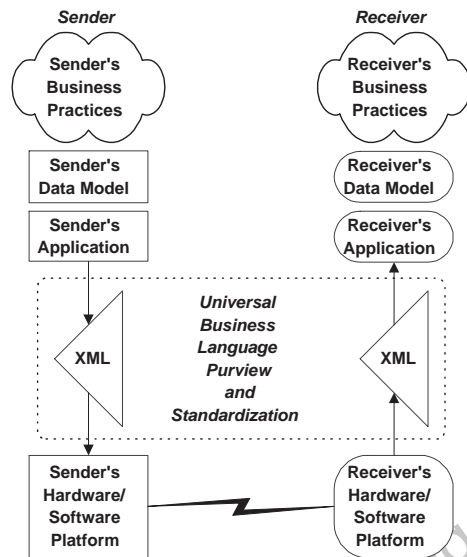 Sender
Receiver
Sender's
Business
Practices
Receiver's
Business
Practices
Sender's
Data Model
Receiver's
Data Model
Sender's
Application
Receiver's
Application
XML
Universal
Business
Language
Purview
and
Standardization
XML
Sender's
Hardware/
Software
Platform
Receiver's
Hardware/
Software
Platform